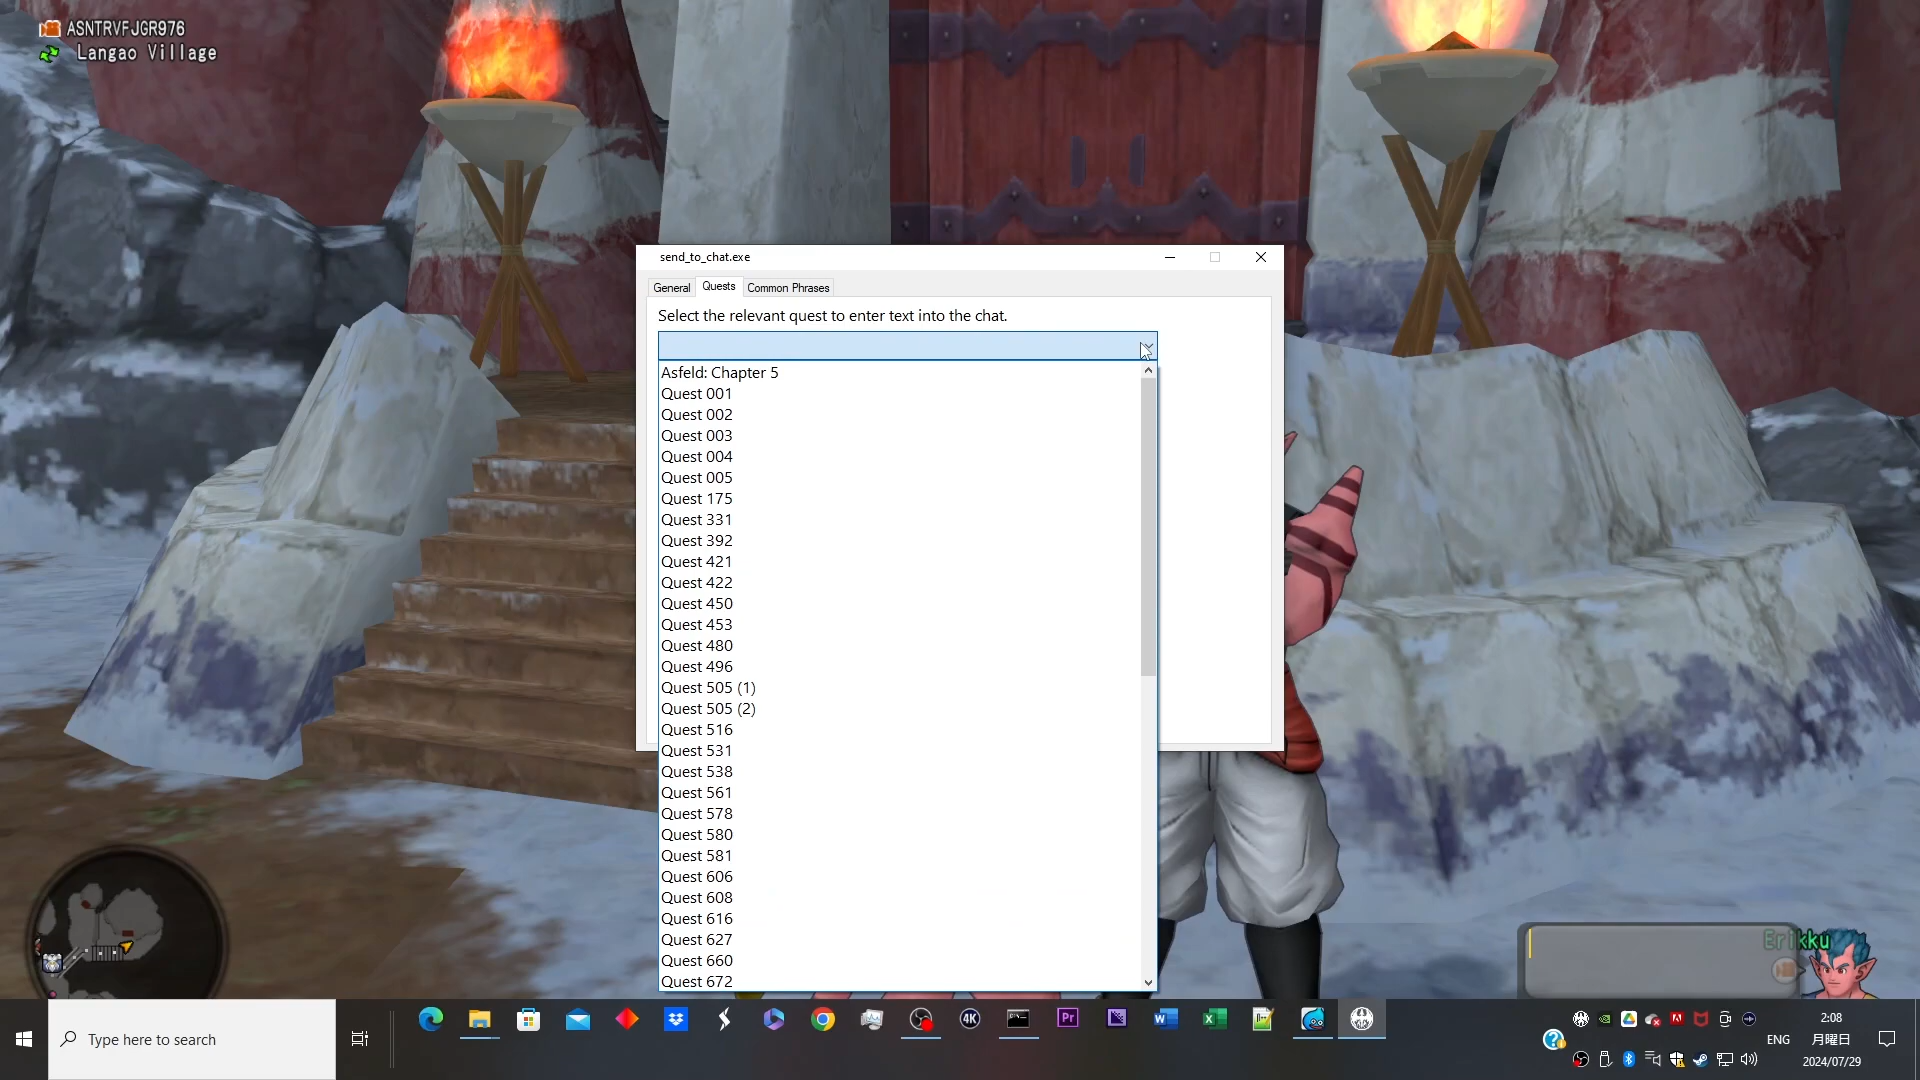 ASNTRVFJGR976
Langao Village
send_to_chat.exe
General
Quests
Common Phrases
Select the relevant quest to enter text into the chat.
Asfeld: Chapter 5
Quest 001
Quest 002
Quest 003
Quest 004
Quest 005
Quest 175
Quest 331
Quest 392
Quest 421
Quest 422
Quest 450
Quest 453
Quest 480
Quest 496
Quest 505 (1)
Quest 505 (2)
Quest 516
Quest 531
Quest 538
Quest 561
Quest 578
Quest 580
Quest 581
Quest 606
Quest 608
Quest 616
Quest 627
Quest 660
Quest 672
Erikku
Type here to search
4K
Pr
ENG
2:08
月曜日
2024/07/29